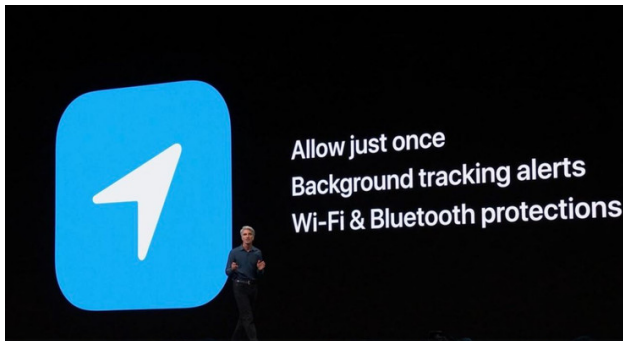 Allow just once
Background tracking alerts
Wi-Fi & Bluetooth protections